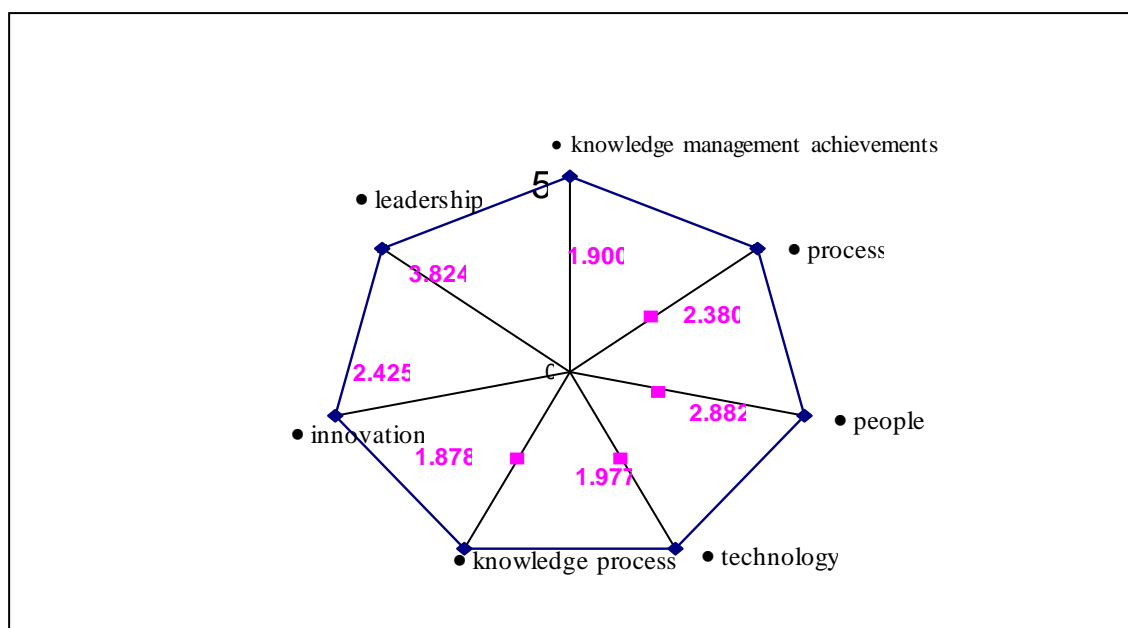 • knowledge management achievements
5
• leadership
1.900
• process
3.824
2.380
0
2.425
2.882
• people
• innovation
1.878
1.977
• knowledge process
• technology